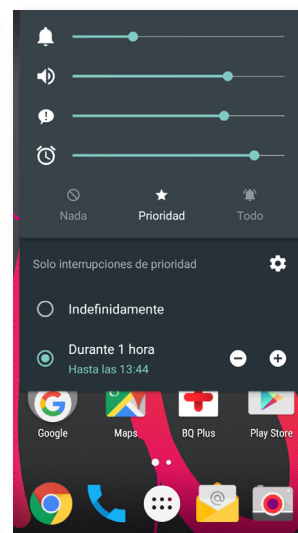 Nada
Prioridad
Todo
Solo interrupciones de prioridad
Indefinidamente
Durante 1 hora
Hasta las 13:44
Google
Maps
BQ Plus
Play Store